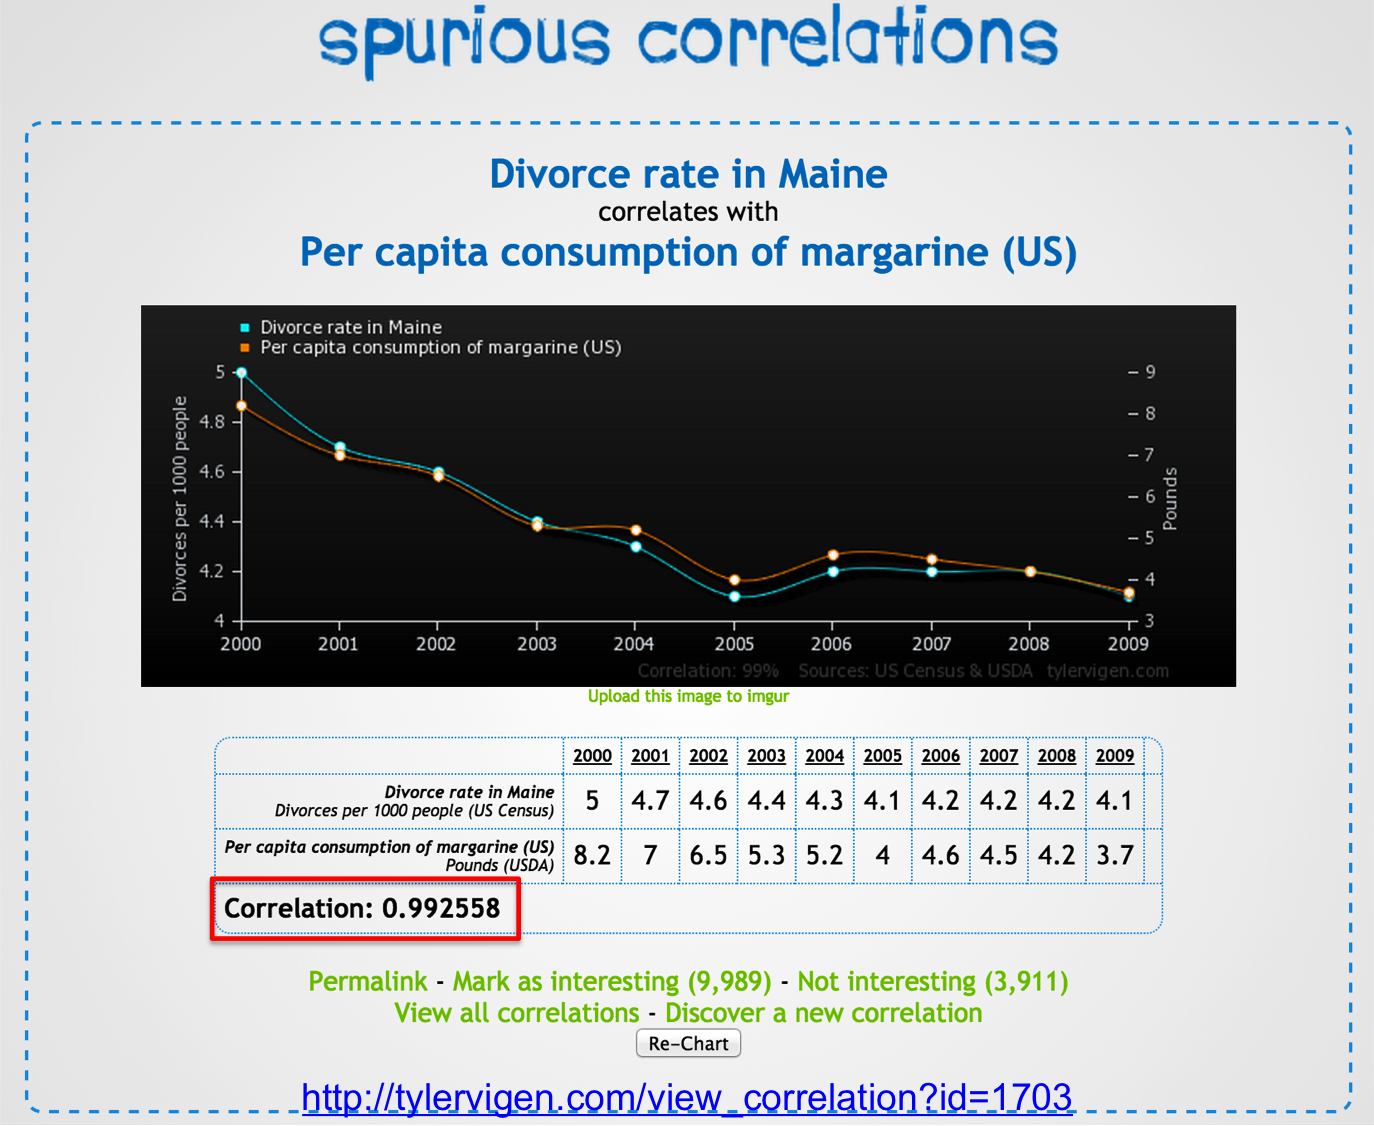 spurious correlations
Divorce rate in Maine
correlates with
Per capita consumption of margarine (US)
Divorce rate in Maine
Per capita consumption of margarine (US)
Divorces per 1000 people
5
4.8
4.6
4.4
4.2
4
9
8
7
6
5
4
3
Pounds
2000 2001 2002 2003 2004 2005 2006 2007 2008 2009
Correlation: 99% Sources: US Census & USDA tylervigen.com
Upload this image to imgur
2000 2001 2002 2003 2004 2005 2006 2007 2008 2009
Divorce rate in Maine
Divorces per 1000 people (US Census)
5 4.7 4.6 4.4 4.3 4.1 4.2 4.2 4.2 4.1
Per capita consumption of margarine (US)
Pounds (USDA)
8.2 7 6.5 5.3 5.2 4 4.6 4.5 4.2 3.7
Correlation: 0.992558
Permalink - Mark as interesting (9,989) - Not interesting (3,911)
View all correlations - Discover a new correlation
Re-Chart
http://tylervigen.com/view_correlation?id=1703